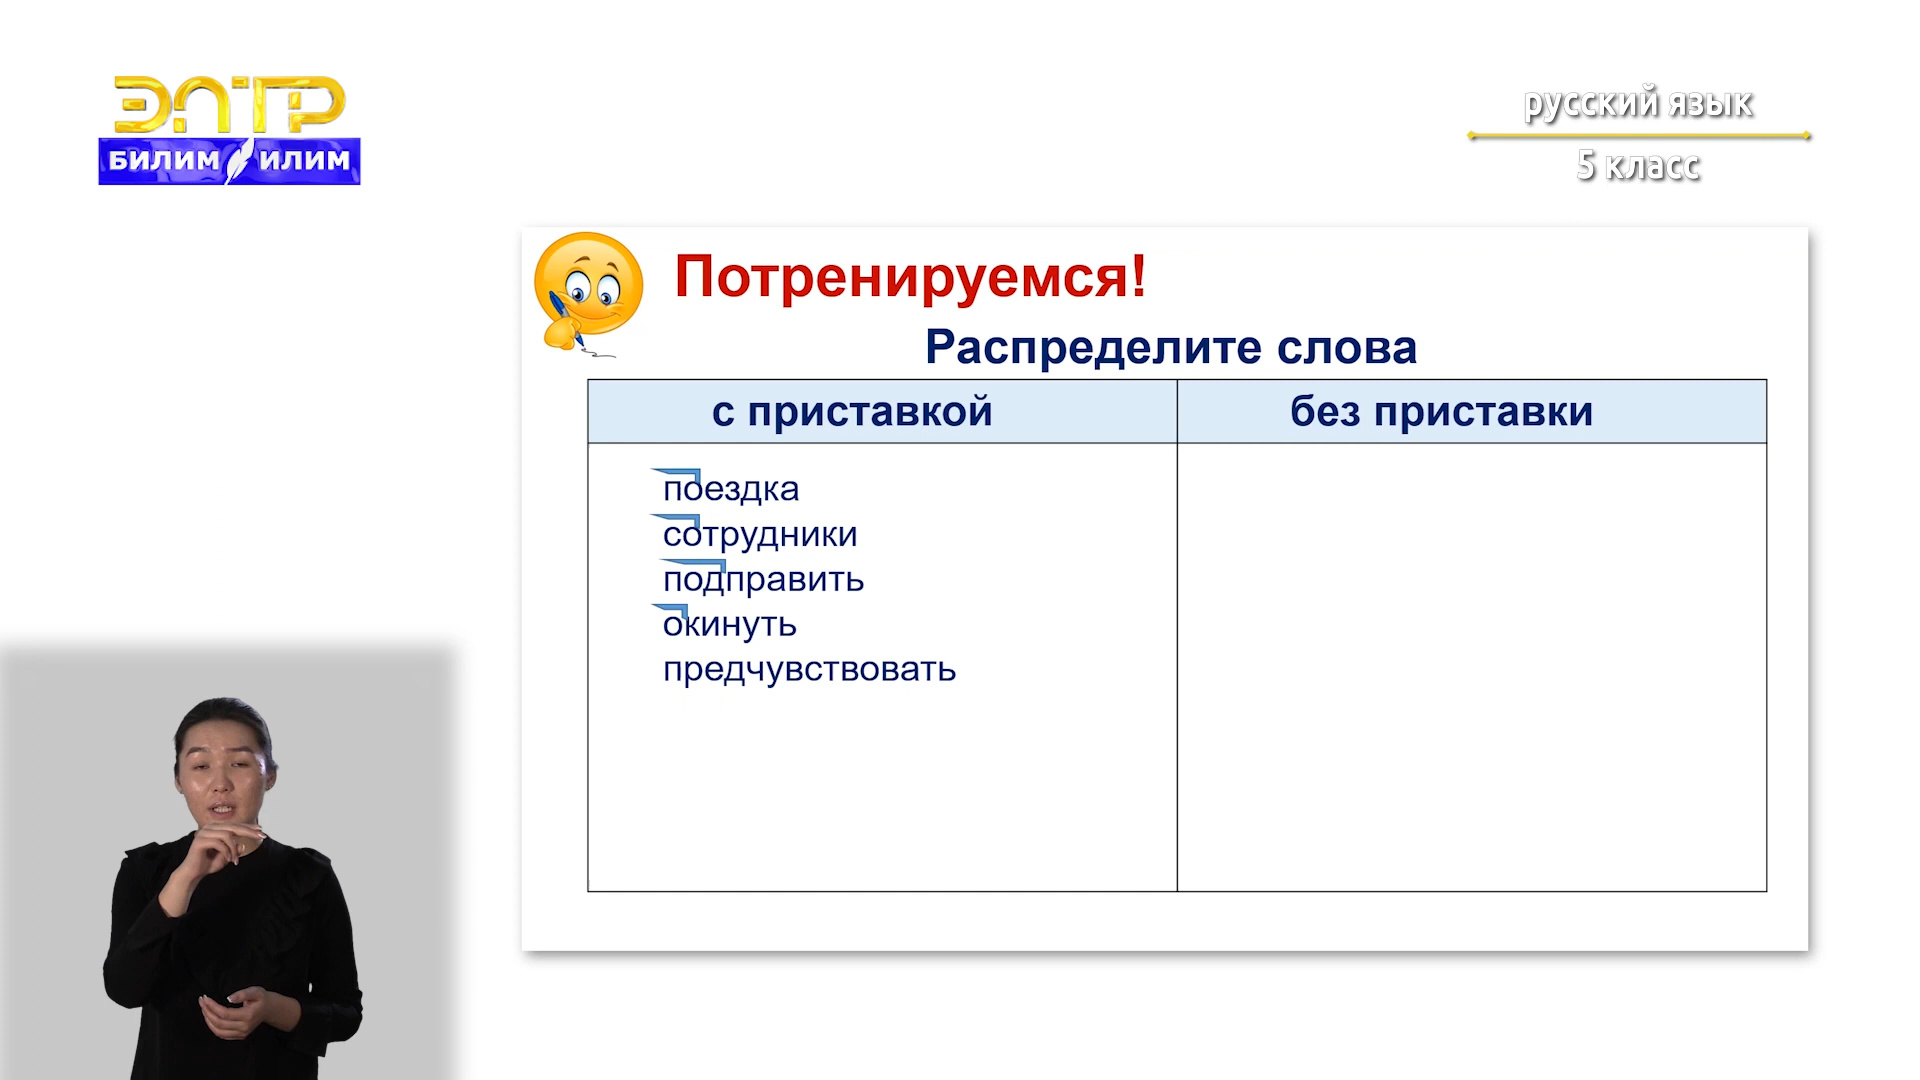 ЭЛТР
БИЛИМ ИЛИМ
русский язык
5 класс
Потренируемся!
Распределите слова
с приставкой
без приставки
поездка
сотрудники
подправить
окинуть
предчувствовать